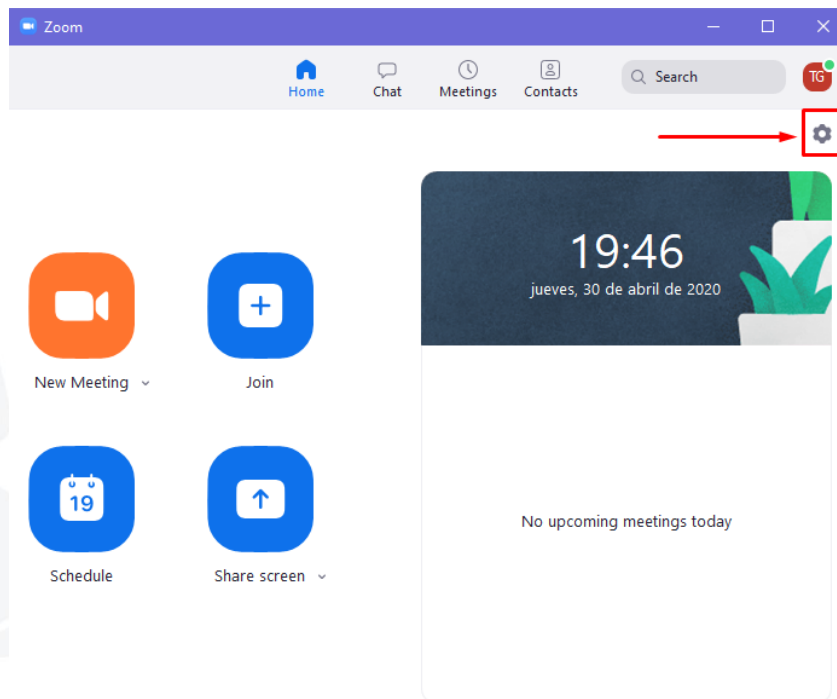 Zoom
Home Chat Meetings Contacts Search TG
19:46
jueves, 30 de abril de 2020
New Meeting Join
19
Schedule Share screen
No upcoming meetings today